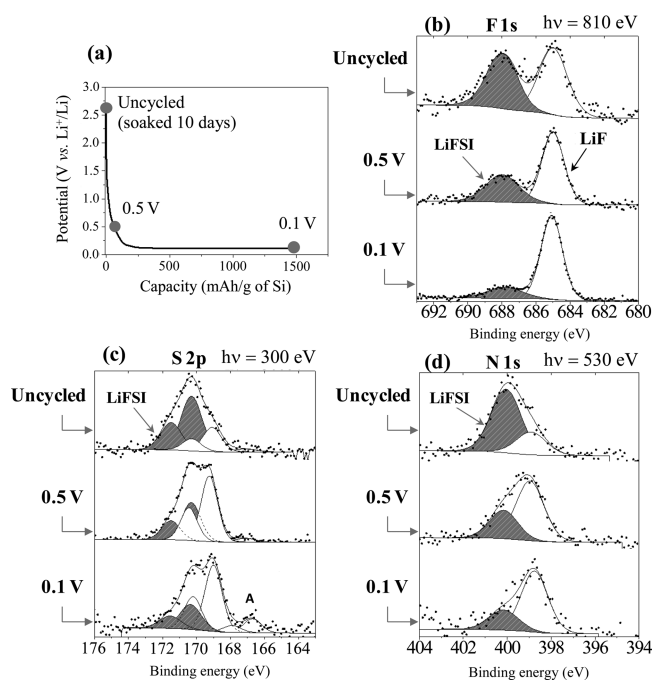 (a)
3.0
2.5
2.0
1.5
1.0
0.5
0.0
Potential (V vs. Li⁺/Li)
Uncycled
(soaked 10 days)
0.5 V
0.1 V
0 500 1000 1500
Capacity (mAh/g of Si)
(b) F 1s hν = 810 eV
Uncycled
0.5 V
LiFSI
LiF
0.1 V
692 690 688 686 684 682 680
Binding energy (eV)
(c) S 2p hν = 300 eV
Uncycled
LiFSI
0.5 V
0.1 V
A
176 174 172 170 168 166 164
Binding energy (eV)
(d) N 1s hν = 530 eV
Uncycled
LiFSI
0.5 V
0.1 V
404 402 400 398 396 394
Binding energy (eV)